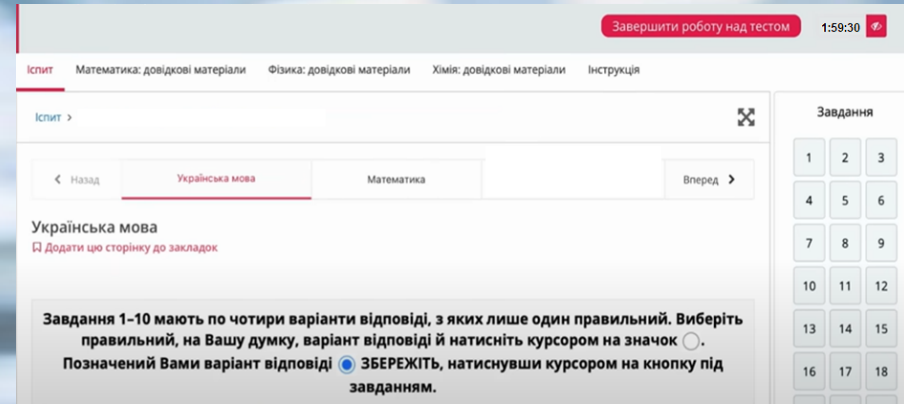 Завершити роботу над тестом 1:59:30
Іспит Математика: довідкові матеріали Фізика: довідкові матеріали Хімія: довідкові матеріали Інструкція
Іспит >
Завдання
< Назад Українська мова Математика Вперед >
Українська мова
Додати цю сторінку до закладок
1 2 3
4 5 6
7 8 9
10 11 12
13 14 15
16 17 18
Завдання 1–10 мають по чотири варіанти відповіді, з яких лише один правильний. Виберіть
правильний, на Вашу думку, варіант відповіді й натисніть курсором на значок .
Позначений Вами варіант відповіді ЗБЕРЕЖІТЬ, натиснувши курсором на кнопку під
завданням.